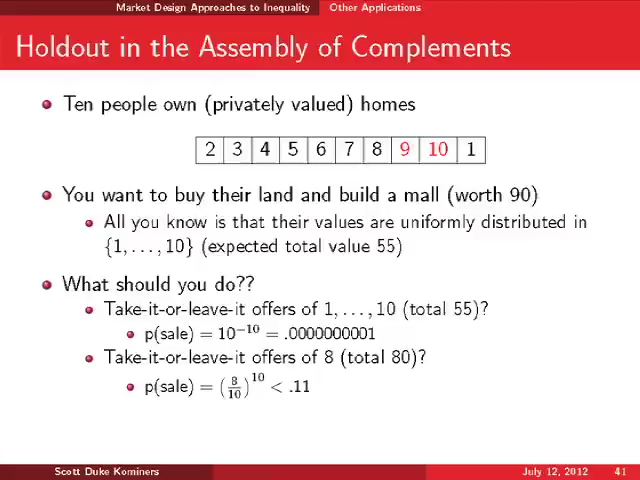 Market Design Approaches to Inequality Other Applications
Holdout in the Assembly of Complements
Ten people own (privately valued) homes
2 3 4 5 6 7 8 9 10 1
You want to buy their land and build a mall (worth 90)
All you know is that their values are uniformly distributed in
{1, . . . , 10} (expected total value 55)
What should you do??
Take-it-or-leave-it offers of 1, . . . , 10 (total 55)?
p(sale) = 10⁻¹⁰ = .0000000001
Take-it-or-leave-it offers of 8 (total 80)?
p(sale) = (8/10)¹⁰ < .11
Scott Duke Kominers July 12, 2012 41